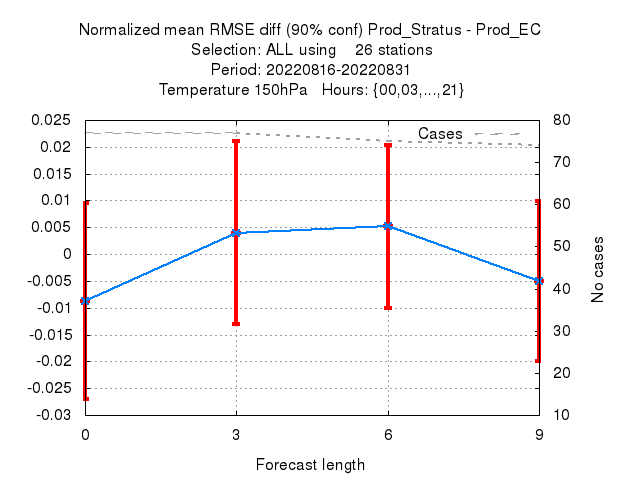 Normalized mean RMSE diff (90% conf) Prod_Stratus - Prod_EC
Selection: ALL using    26 stations
Period: 20220816-20220831
Temperature 150hPa   Hours: {00,03,...,21}
0.025
0.02
0.015
0.01
0.005
0
-0.005
-0.01
-0.015
-0.02
-0.025
-0.03
Cases
80
70
60
50
40
30
20
10
No cases
0 3 6 9
Forecast length